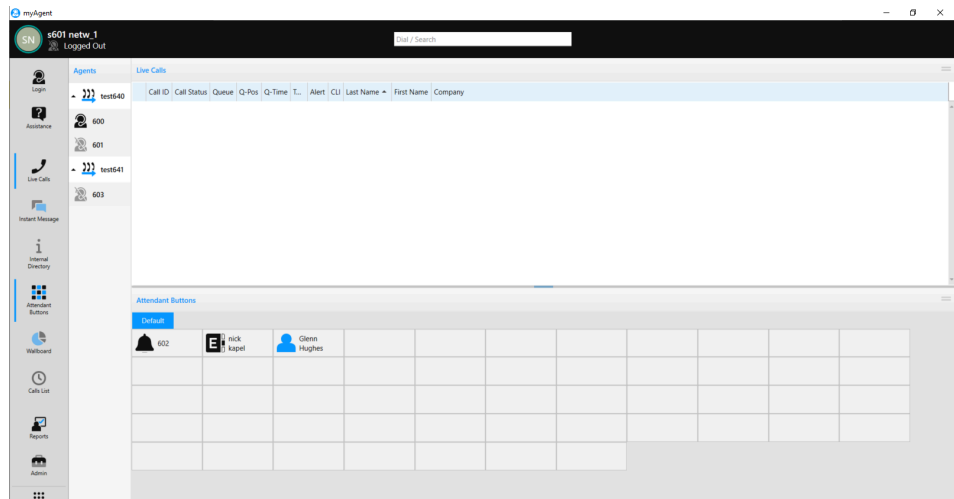 myAgent
SN
s601 netw_1
Logged Out
Dial / Search
Login
Assistance
Live Calls
Instant Message
Internal
Directory
Attendant
Buttons
Wallboard
Calls List
Reports
Admin
Agents
test640
600
601
test641
603
Live Calls
Call ID Call Status Queue Q-Pos Q-Time T... Alert CLI Last Name First Name Company
Attendant Buttons
Default
602
E
nick
kapel
Glenn
Hughes